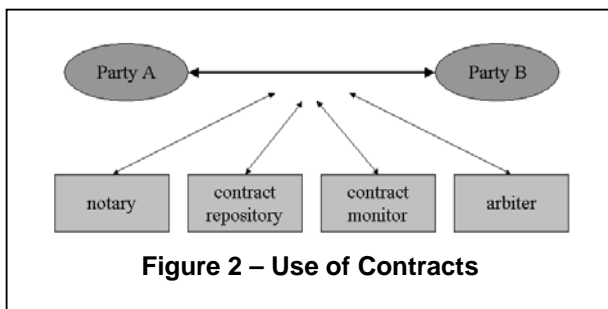 Party A
Party B
notary
contract
repository
contract
monitor
arbiter
Figure 2 – Use of Contracts